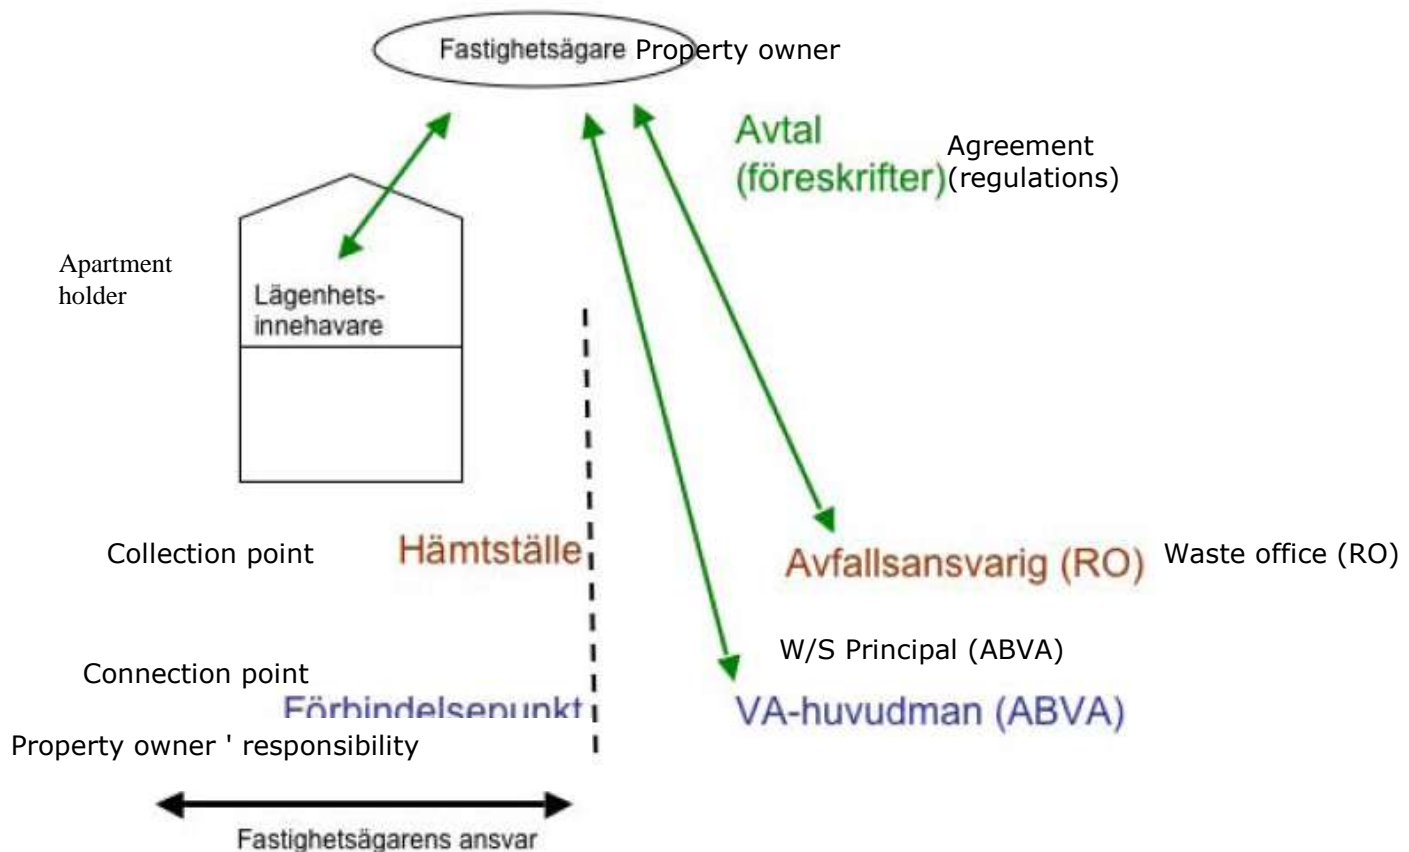 Fastighetsägare Property owner
Avtal
(föreskrifter)
Agreement
(regulations)
Apartment
holder
Lägenhets-
innehavare
Collection point
Hämtställe
Avfallsansvarig (RO)
Waste office (RO)
W/S Principal (ABVA)
Connection point
Förbindelsepunkt
VA-huvudman (ABVA)
Property owner ' responsibility
Fastighetsägarens ansvar